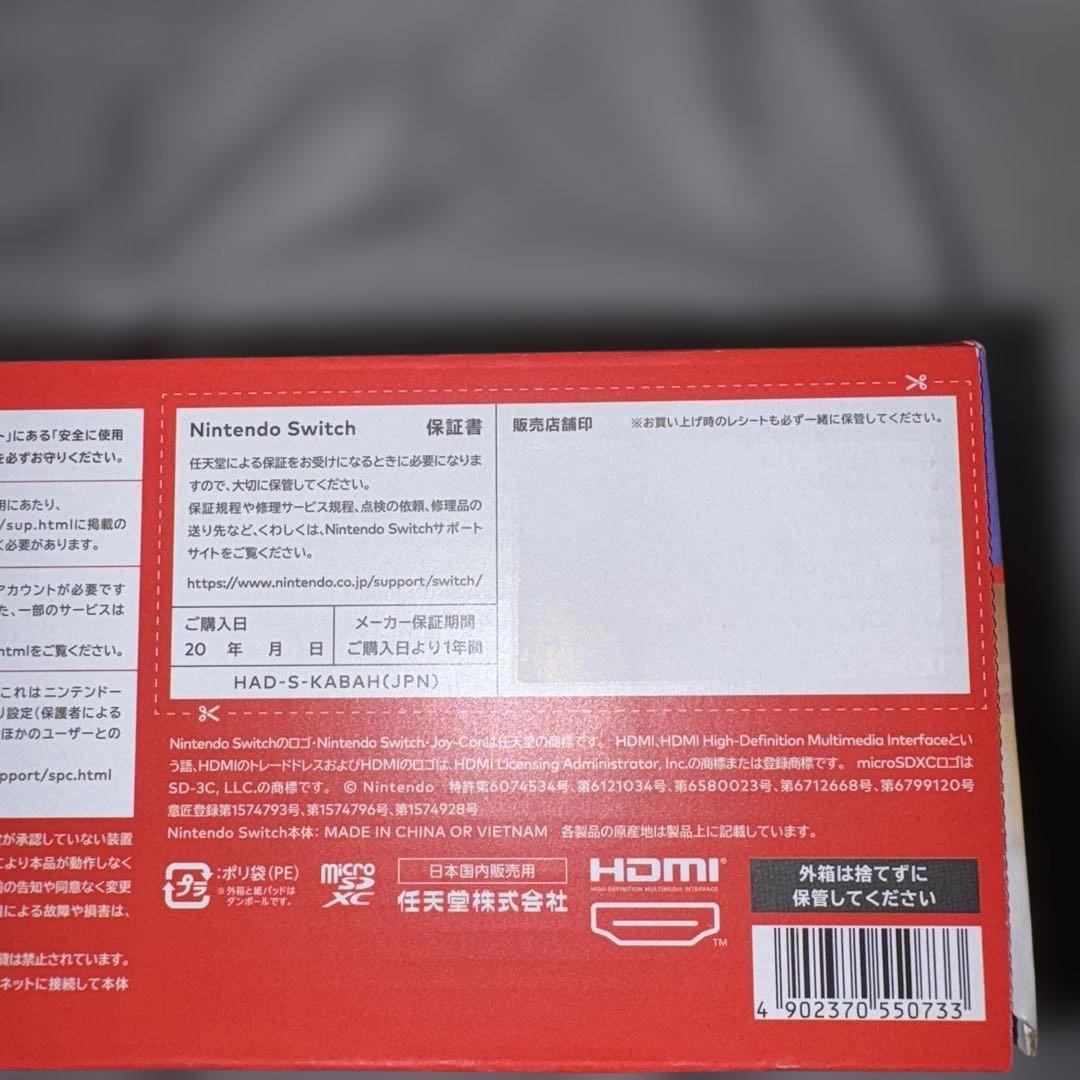 ト」にある「安全に使用
を必ずお守りください。
用にあたり、
/sup.htmlに掲載の
く必要があります。
アカウントが必要です
た、一部のサービスは
htmlをご覧ください。
これはニンテンドー
り設定(保護者による
ほかのユーザーとの
pport/spc.html
定が承認していない装置
により本品が動作しなく
前の告知や同意なく変更
用による故障や損害は、
賃は禁止されています。
ネットに接続して本体
Nintendo Switch 保証書
任天堂による保証をお受けになるときに必要になりま
すので、大切に保管してください。
保証規程や修理サービス規程、点検の依頼、修理品の
送り先など、くわしくは、Nintendo Switchサポート
サイトをご覧ください。
https://www.nintendo.co.jp/support/switch/
ご購入日
20 年 月 日
メーカー保証期間
ご購入日より1年間
HAD-S-KABAH(JPN)
販売店舗印 ※お買い上げ時のレシートも必ず一緒に保管してください。
Nintendo Switchのロゴ・Nintendo Switch・Joy-Conは任天堂の商標です。 HDMI、HDMI High-Definition Multimedia Interfaceとい
う語、HDMIのトレードドレスおよびHDMIのロゴは、HDMI Licensing Administrator, Inc.の商標または登録商標です。 microSDXCロゴは
SD-3C, LLC.の商標です。 © Nintendo 特許第6074534号、第6121034号、第6580023号、第6712668号、第6799120号
意匠登録第1574793号、第1574796号、第1574928号
Nintendo Switch本体: MADE IN CHINA OR VIETNAM 各製品の原産地は製品上に記載しています。
プラ
:ポリ袋(PE)
※外箱と紙パッドは
ダンボールです。
micro
SD
XC
日本国内販売用
任天堂株式会社
HDMI®
HIGH-DEFINITION MULTIMEDIA INTERFACE
TM
外箱は捨てずに
保管してください
4 902370 550733